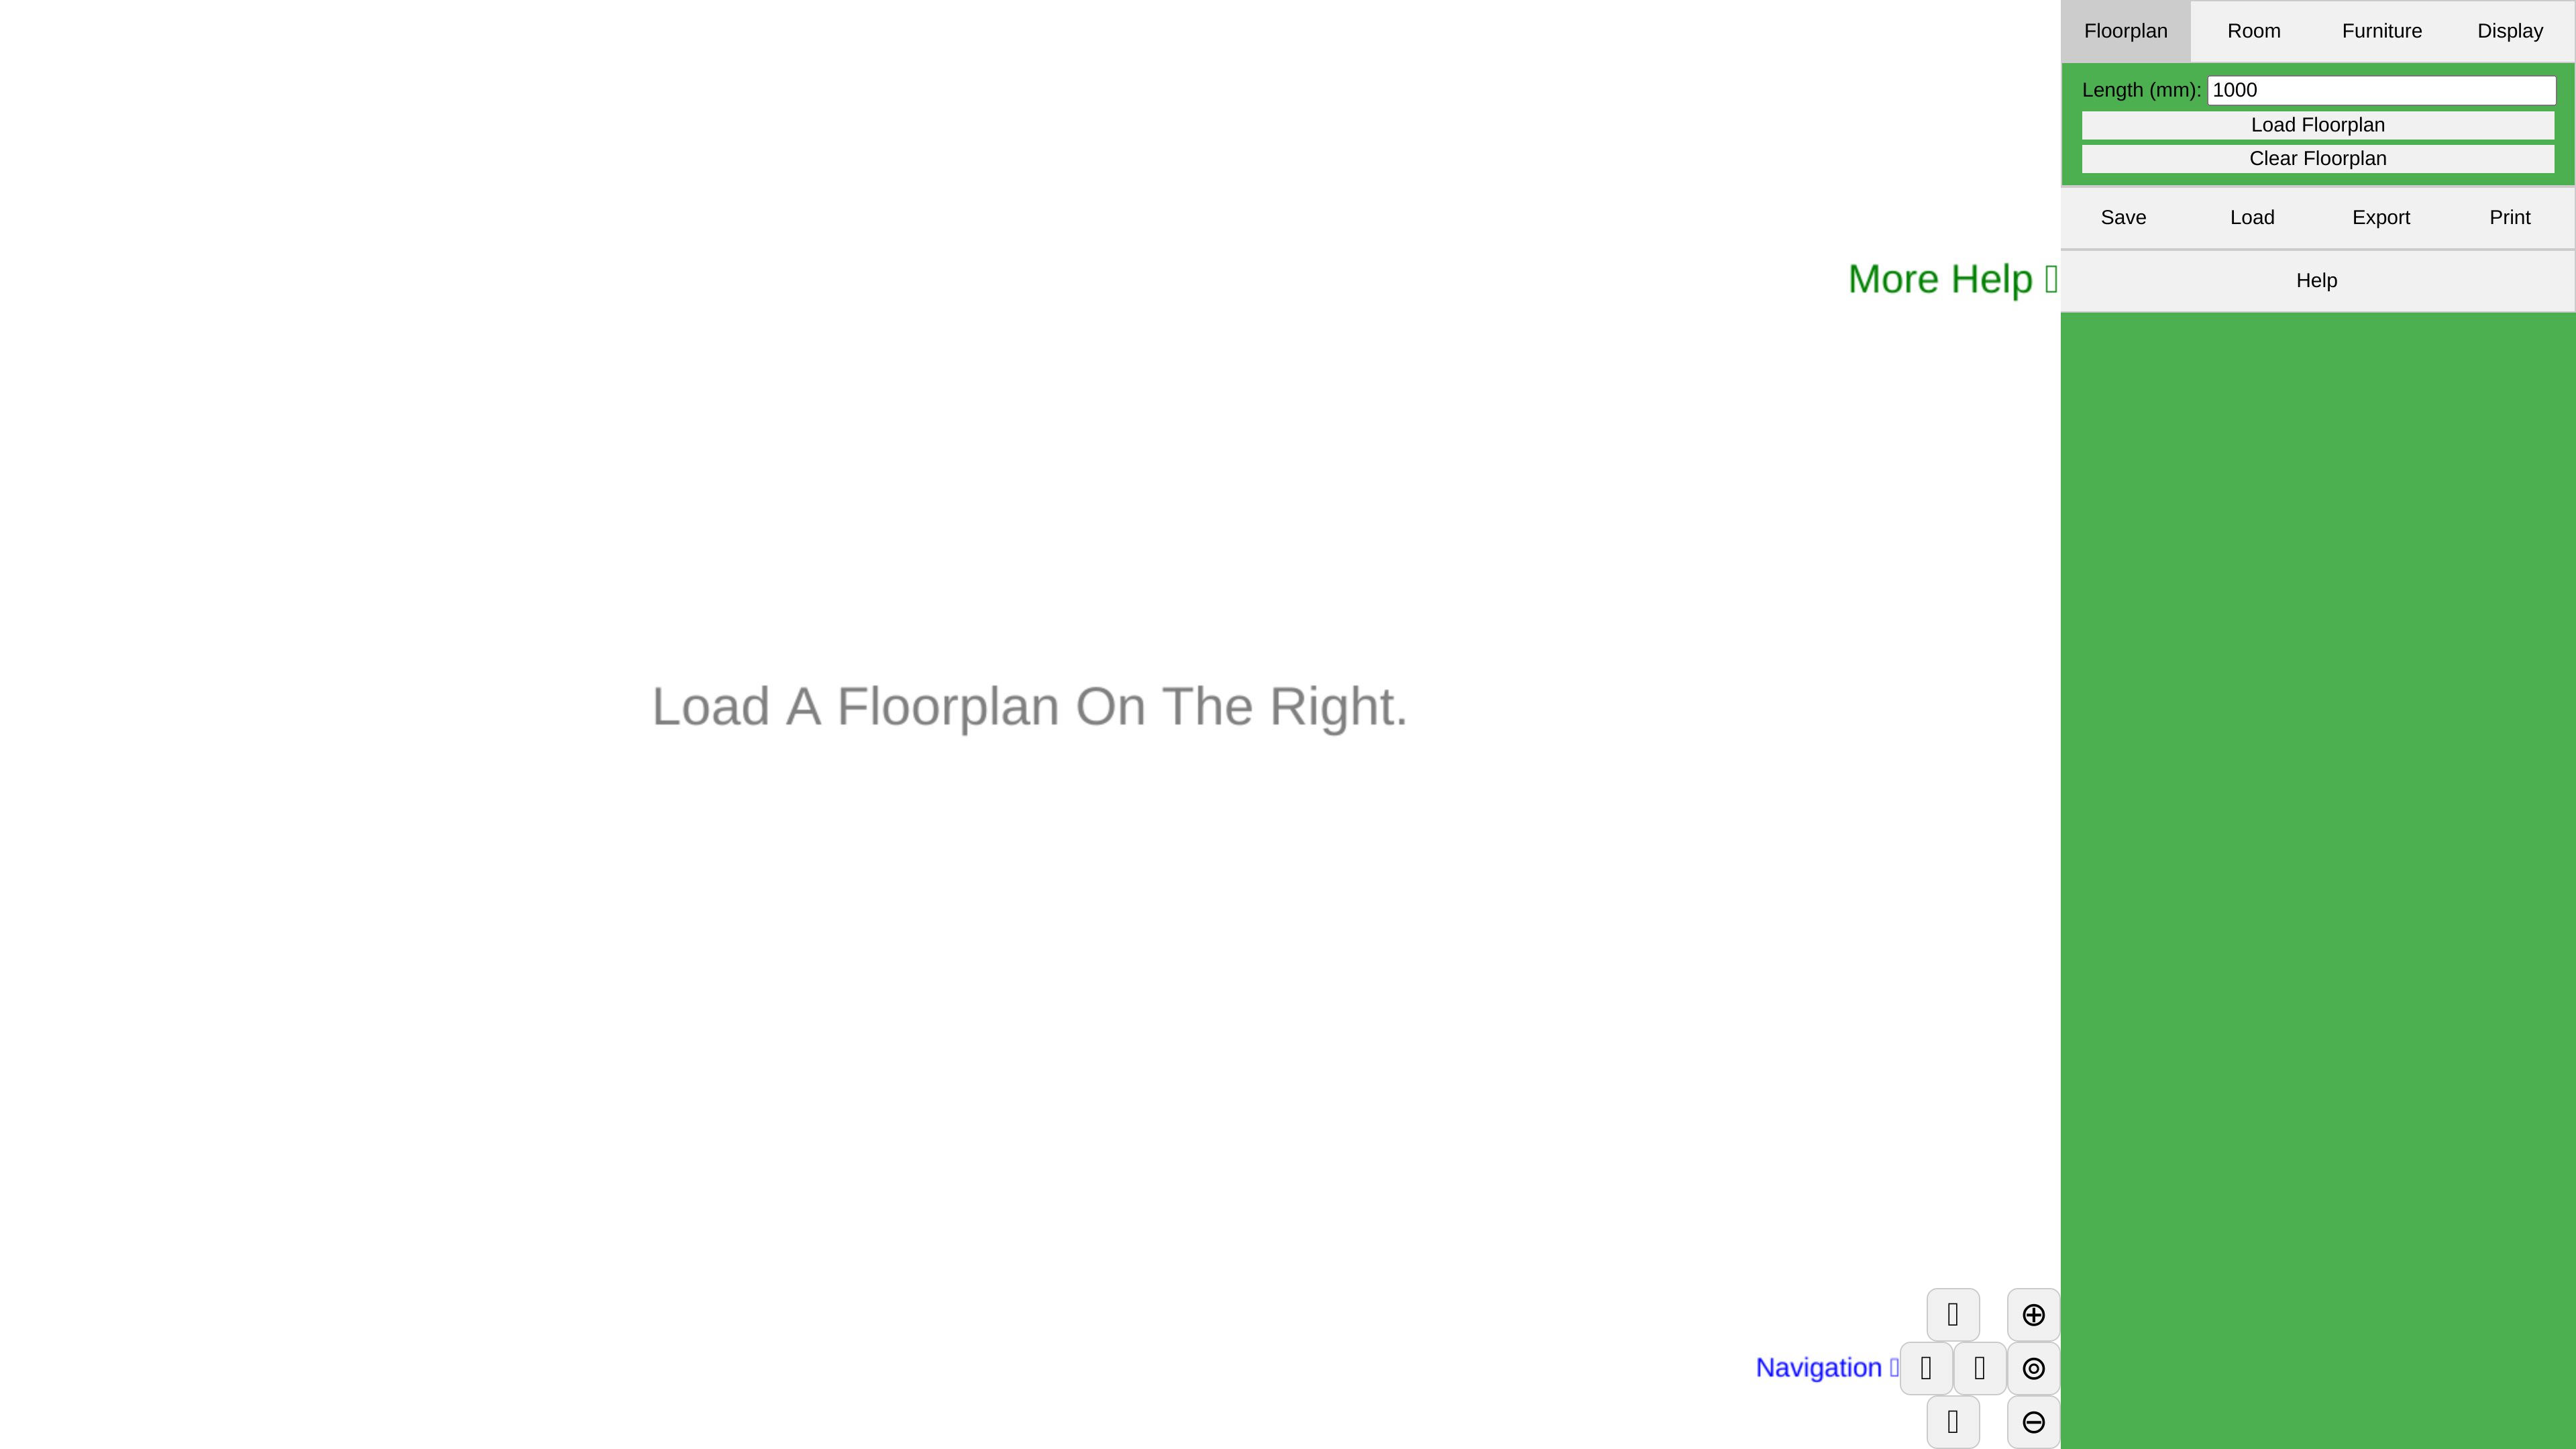 Floorplan Room Furniture Display
Length (mm): 1000
Load Floorplan
Clear Floorplan
Save Load Export Print
More Help
Help
Load A Floorplan On The Right.
Navigation